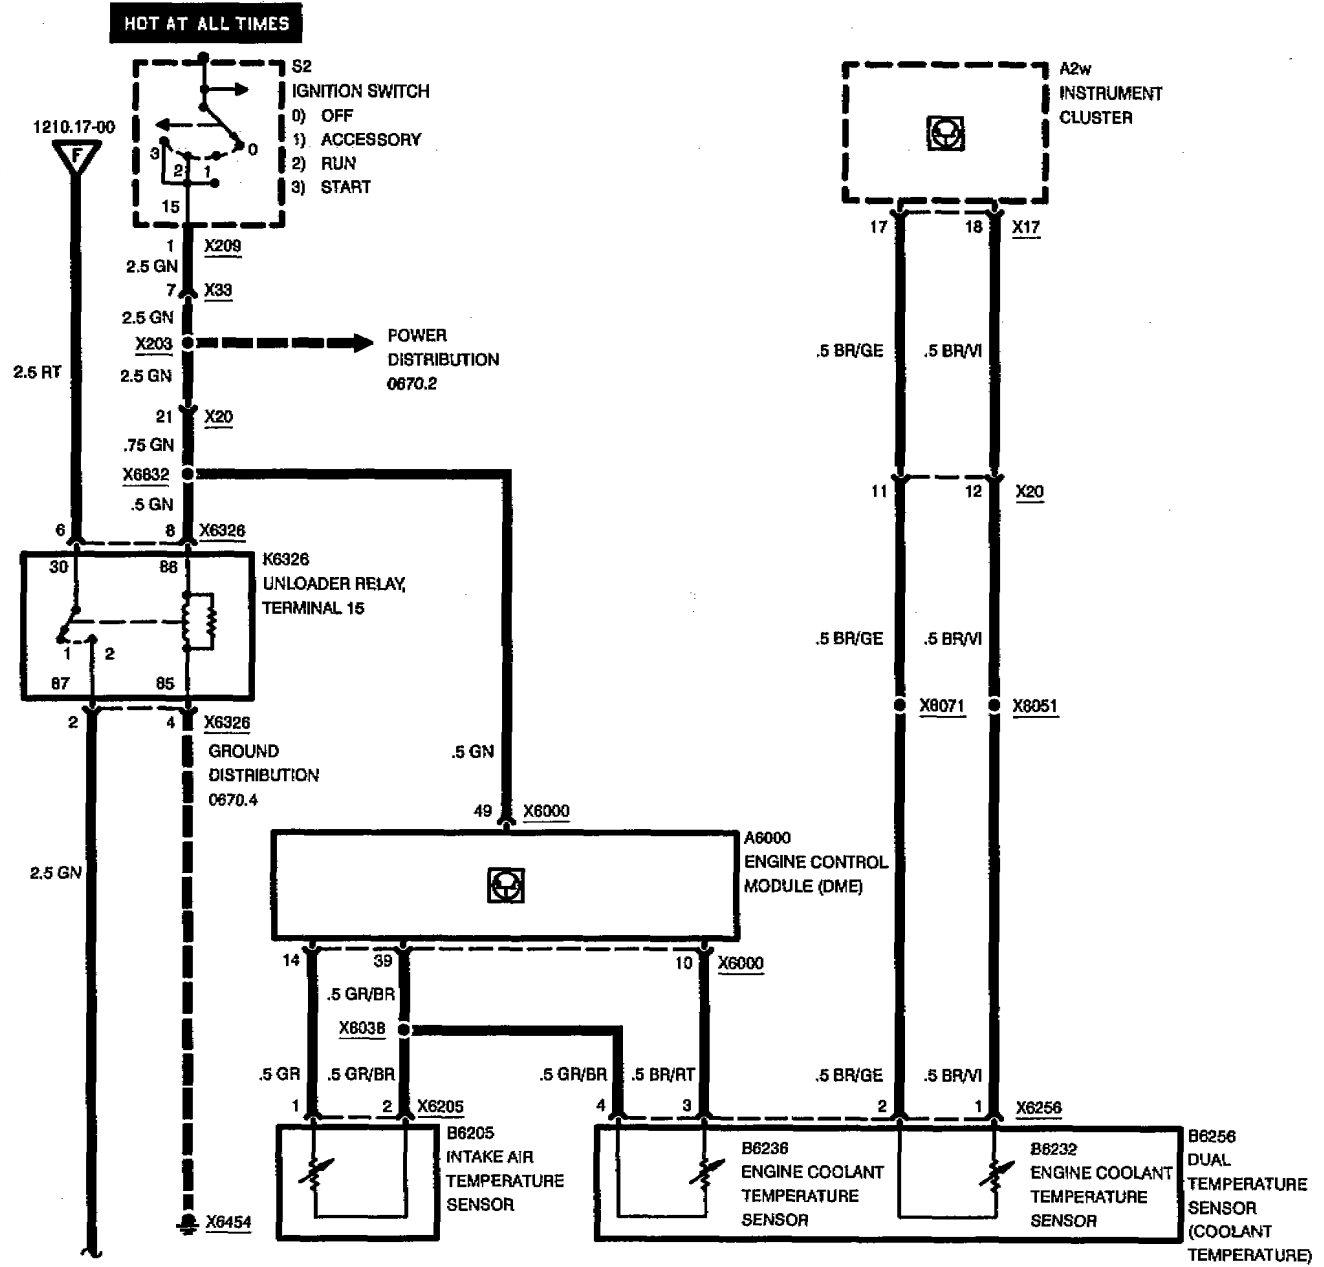 HOT AT ALL TIMES
S2
IGNITION SWITCH
0) OFF
1) ACCESSORY
2) RUN
3) START
A2w
INSTRUMENT
CLUSTER
1210.17-00
F
3
2
1
0
15
1 X209
2.5 GN
7 X33
2.5 GN
X203
POWER
DISTRIBUTION
0670.2
2.5 GN
2.5 RT
21 X20
.75 GN
X6832
.5 GN
6
8 X6326
30
86
K6326
UNLOADER RELAY,
TERMINAL 15
1
2
87
85
2
4 X6326
GROUND
DISTRIBUTION
0670.4
2.5 GN
X6454
17
18 X17
.5 BR/GE
.5 BR/VI
11
12 X20
.5 BR/GE
.5 BR/VI
X8071
X8051
.5 GN
49 X6000
A6000
ENGINE CONTROL
MODULE (DME)
14
39
10 X6000
.5 GR/BR
X6038
.5 GR
.5 GR/BR
.5 GR/BR
.5 BR/RT
.5 BR/GE
.5 BR/VI
1
2 X6205
4
3
2
1 X6256
B6205
INTAKE AIR
TEMPERATURE
SENSOR
B6236
ENGINE COOLANT
TEMPERATURE
SENSOR
B6232
ENGINE COOLANT
TEMPERATURE
SENSOR
B6256
DUAL
TEMPERATURE
SENSOR
(COOLANT
TEMPERATURE)